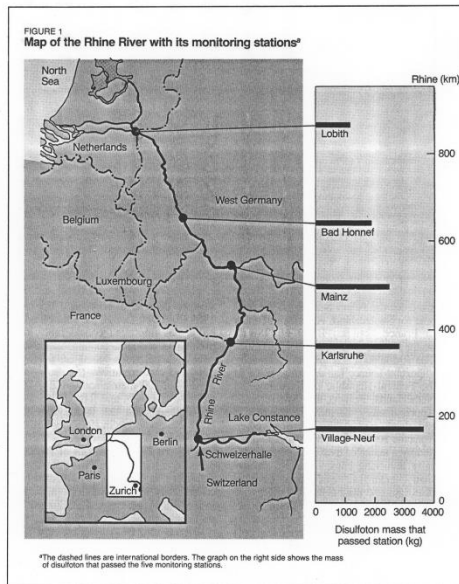 FIGURE 1
Map of the Rhine River with its monitoring stationsª
North
Sea
Netherlands
West Germany
Belgium
Luxembourg
France
Rhine River
Lake Constance
Schweizerhalle
Switzerland
London
Berlin
Paris
Zurich
Rhine (km)
800
600
400
200
0
Lobith
Bad Honnef
Mainz
Karlsruhe
Village-Neuf
0 1000 2000 3000 4000
Disulfoton mass that
passed station (kg)
ªThe dashed lines are international borders. The graph on the right side shows the mass
of disulfoton that passed the five monitoring stations.